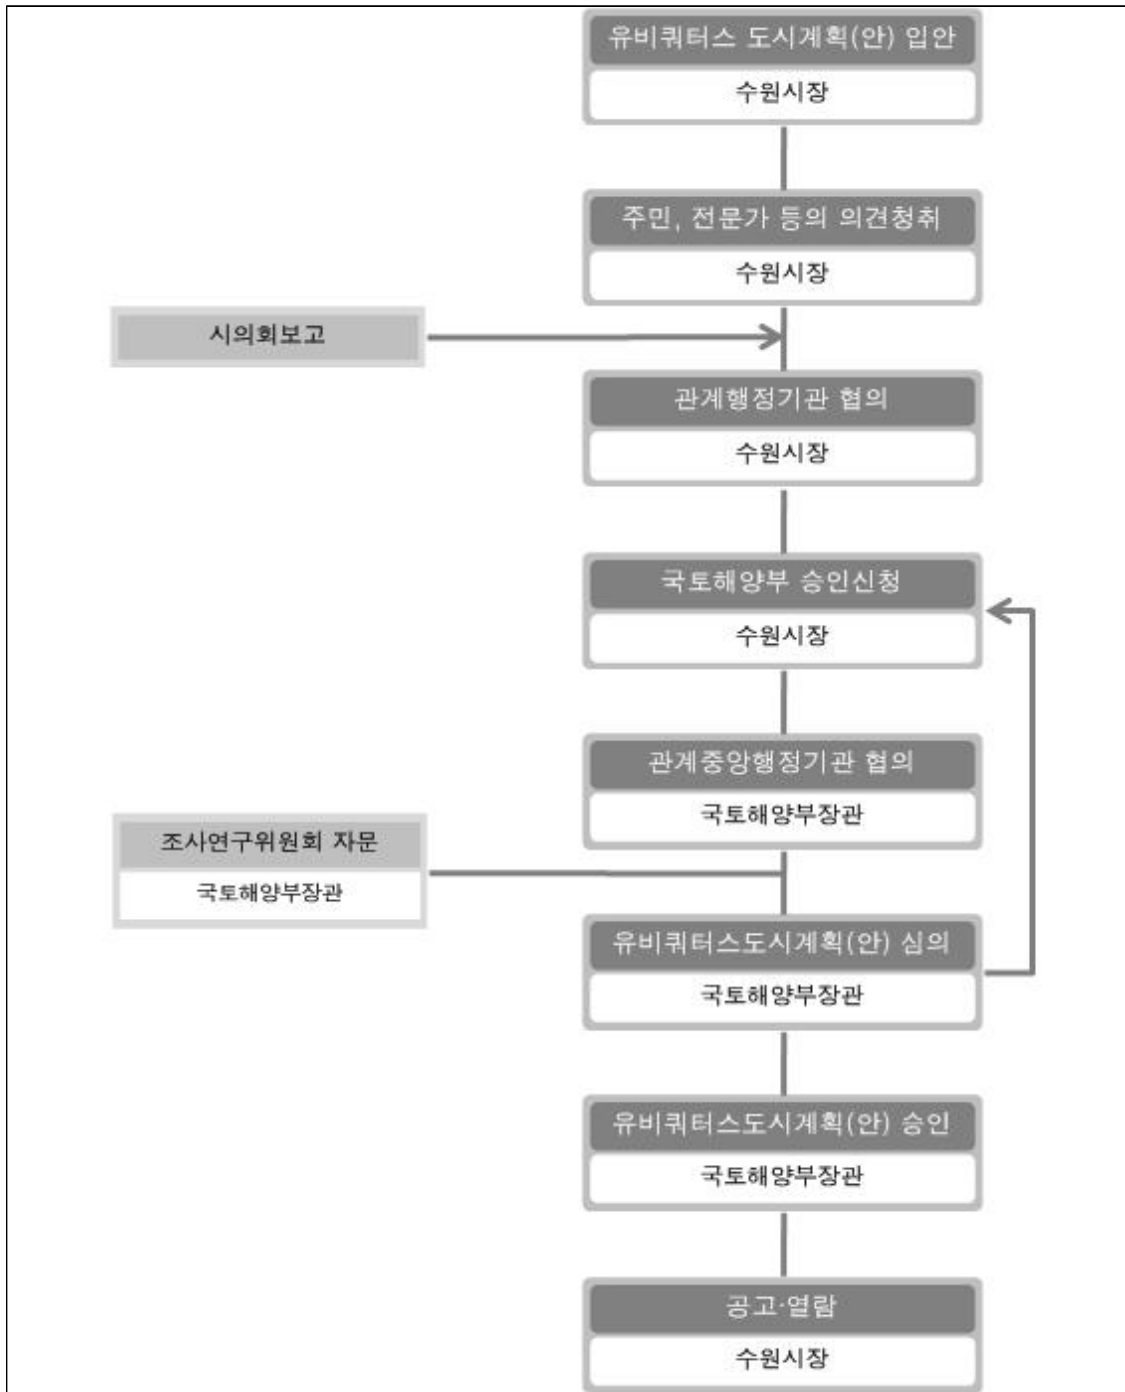 유비쿼터스 도시계획(안) 입안
수원시장
주민, 전문가 등의 의견청취
수원시장
시의회보고
관계행정기관 협의
수원시장
국토해양부 승인신청
수원시장
관계중앙행정기관 협의
국토해양부장관
조사연구위원회 자문
국토해양부장관
유비쿼터스도시계획(안) 심의
국토해양부장관
유비쿼터스도시계획(안) 승인
국토해양부장관
공고·열람
수원시장